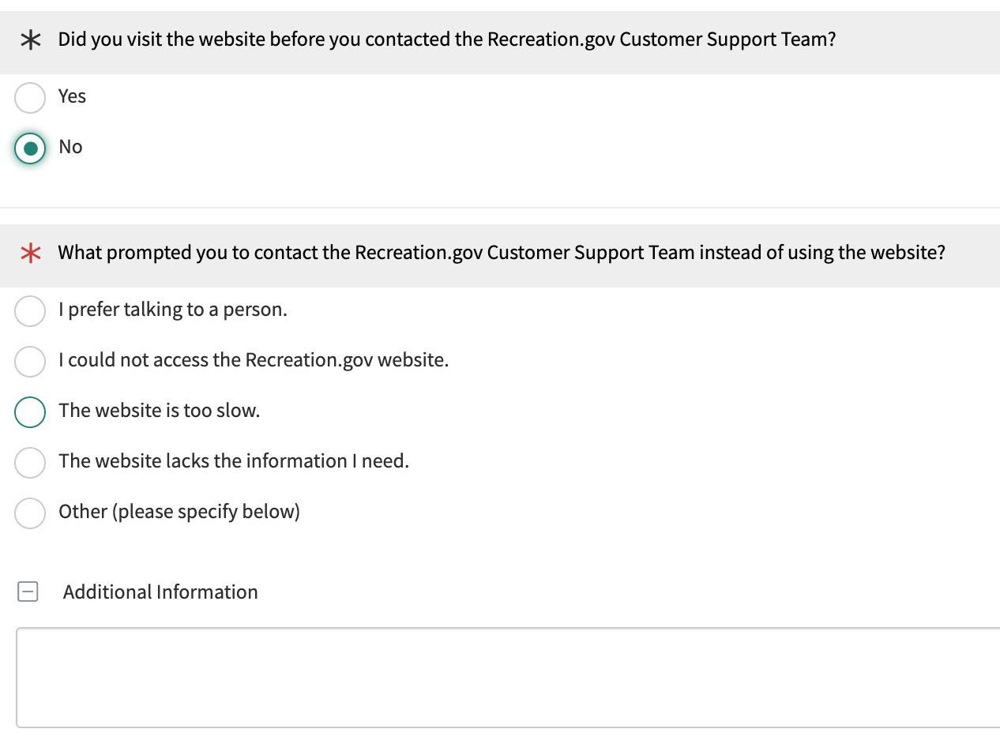 * Did you visit the website before you contacted the Recreation.gov Customer Support Team?
Yes
No
* What prompted you to contact the Recreation.gov Customer Support Team instead of using the website?
I prefer talking to a person.
I could not access the Recreation.gov website.
The website is too slow.
The website lacks the information I need.
Other (please specify below)
Additional Information